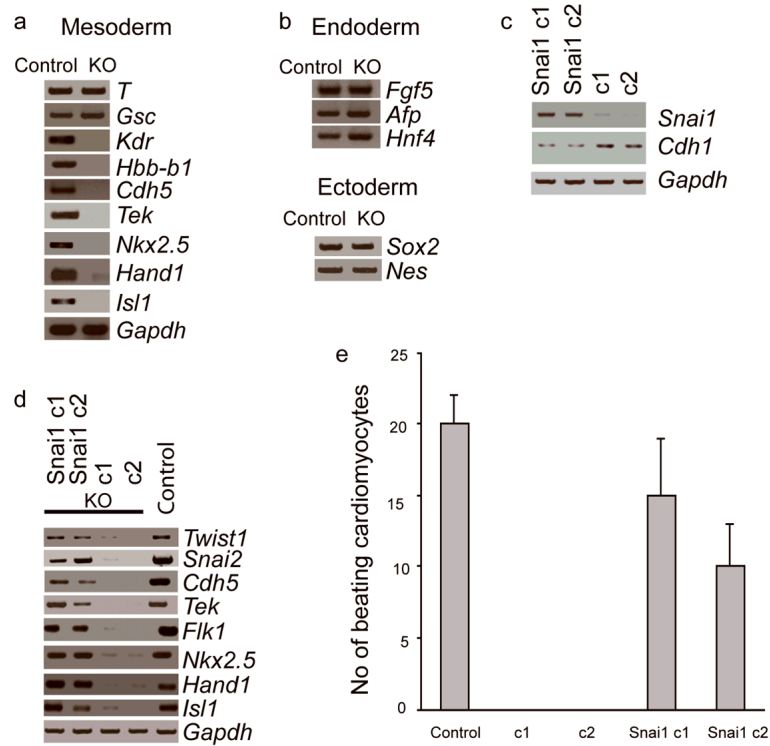 a
Mesoderm
Control KO
T
Gsc
Kdr
Hbb-b1
Cdh5
Tek
Nkx2.5
Hand1
Isl1
Gapdh
b
Endoderm
Control KO
Fgf5
Afp
Hnf4
Ectoderm
Control KO
Sox2
Nes
c
Snai1 c1
Snai1 c2
c1
c2
Snai1
Cdh1
Gapdh
d
Snai1 c1
Snai1 c2
c1
c2
Control
KO
Twist1
Snai2
Cdh5
Tek
Flk1
Nkx2.5
Hand1
Isl1
Gapdh
e
No of beating cardiomyocytes
25
20
15
10
5
0
Control c1 c2 Snai1 c1 Snai1 c2